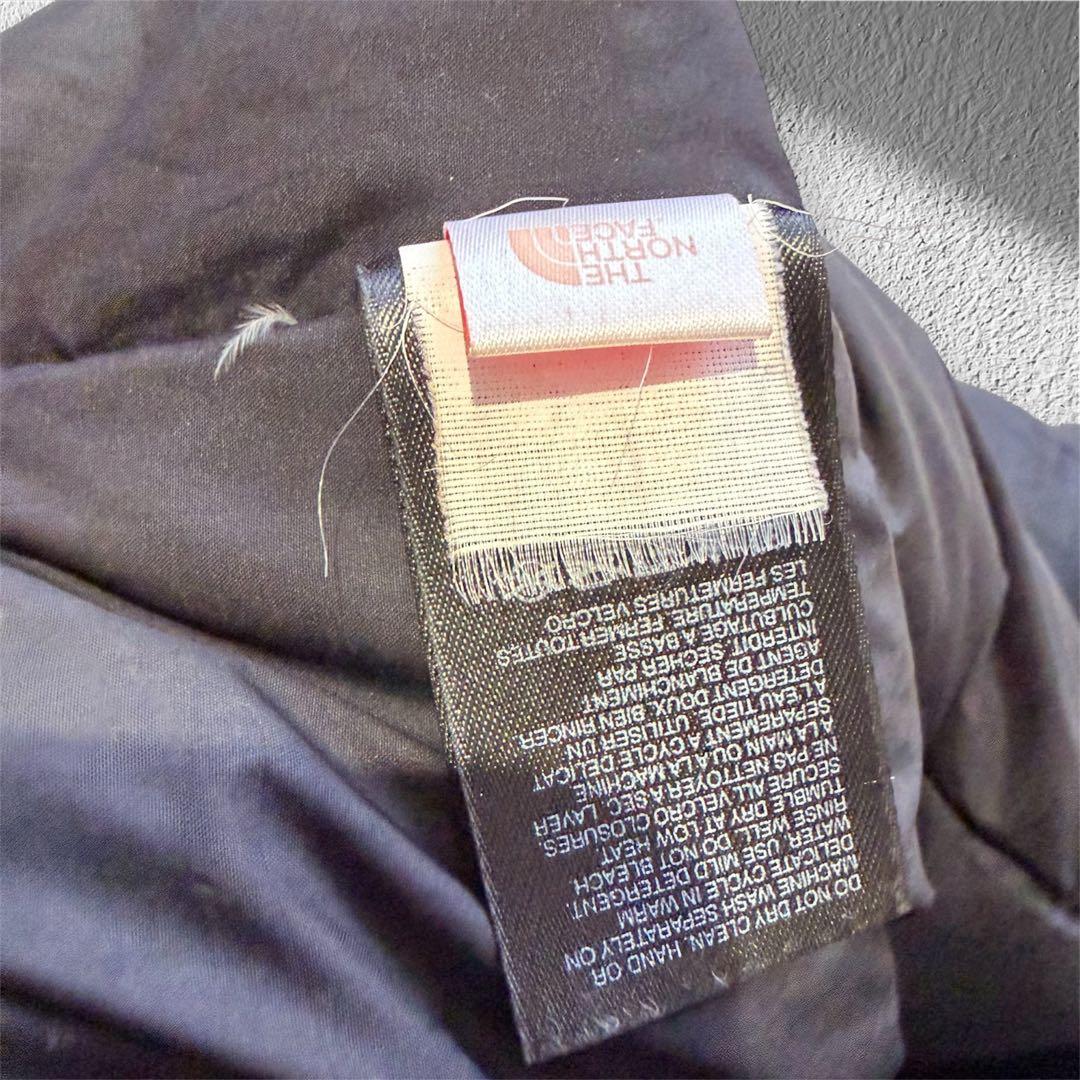 THE
NORTH
FACE
DO NOT DRY CLEAN. HAND OR
MACHINE WASH SEPARATELY ON
DELICATE CYCLE IN WARM
WATER. USE MILD DETERGENT.
RINSE WELL. DO NOT BLEACH.
TUMBLE DRY AT LOW HEAT
SECURE ALL VELCRO CLOSURES.
NE PAS NETTOYER A SEC. LAVER
A LA MAIN OU A LA MACHINE
SEPAREMENT A CYCLE DELICAT
A L EAU TIEDE. UTILISER UN
DETERGENT DOUX. BIEN RINCER
AGENT DE BLANCHIMENT
INTERDIT. SECHER PAR
CULBUTAGE A BASSE
TEMPERATURE. FERMER TOUTES
LES FERMETURES VELCRO